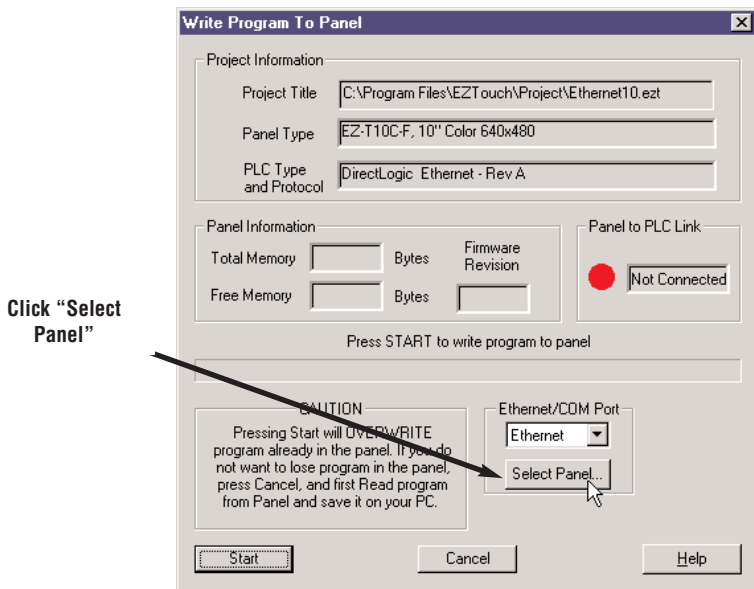 Write Program To Panel
Project Information
Project Title
C:\Program Files\EZTouch\Project\Ethernet10.ezt
Panel Type
EZ-T10C-F, 10" Color 640x480
PLC Type
and Protocol
DirectLogic Ethernet - Rev A
Panel Information
Total Memory
Bytes
Firmware
Revision
Free Memory
Bytes
Panel to PLC Link
Not Connected
Click “Select
Panel”
Press START to write program to panel
CAUTION
Pressing Start will OVERWRITE
program already in the panel. If you do
not want to lose program in the panel,
press Cancel, and first Read program
from Panel and save it on your PC.
Ethernet/COM Port
Ethernet
Select Panel...
Start
Cancel
Help